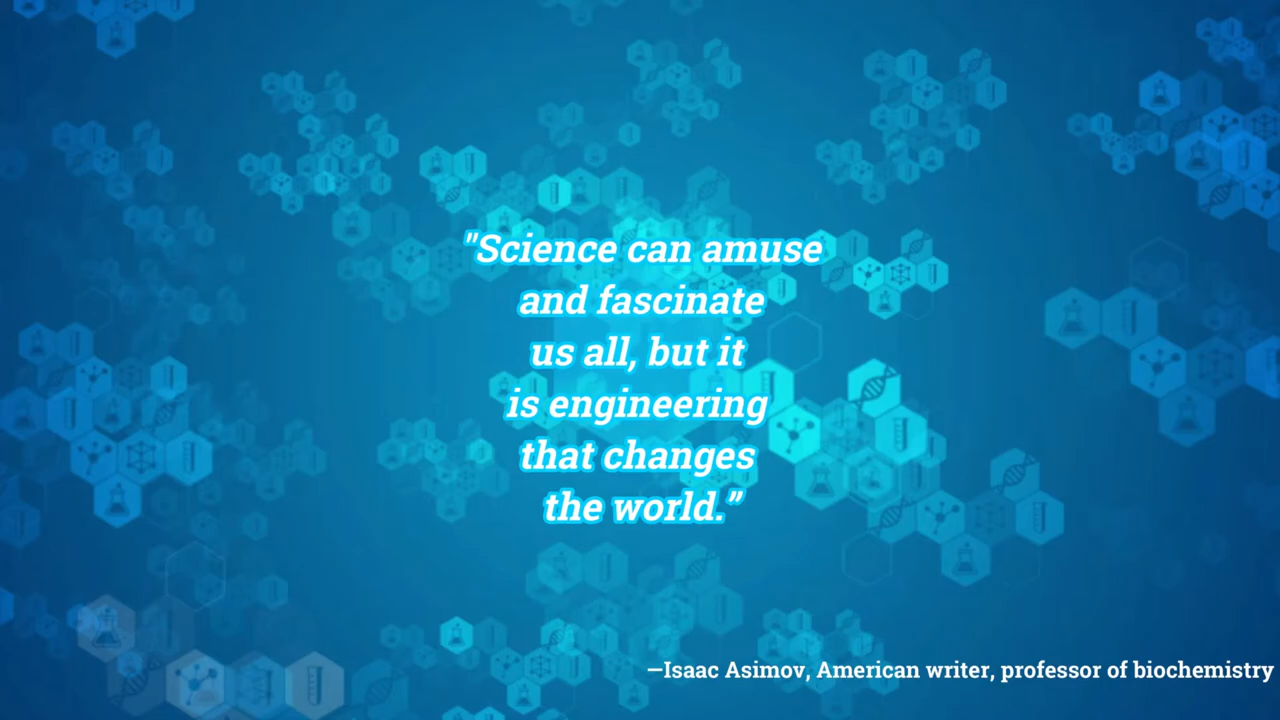 "Science can amuse
and fascinate
us all, but it
is engineering
that changes
the world.”
—Isaac Asimov, American writer, professor of biochemistry